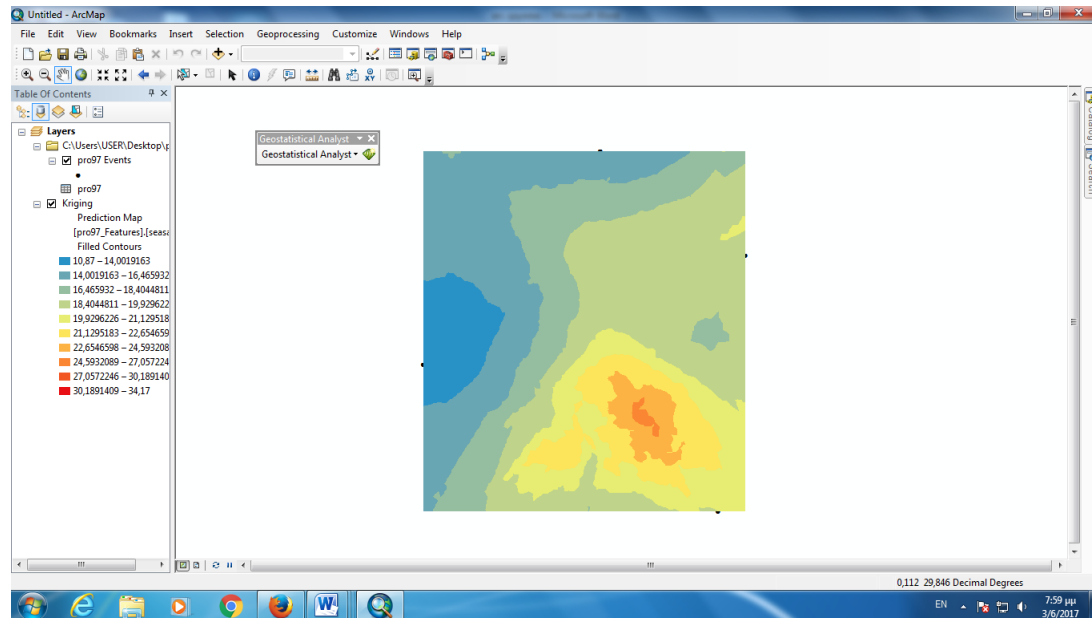 Untitled - ArcMap
File Edit View Bookmarks Insert Selection Geoprocessing Customize Windows Help
Table Of Contents
Layers
C:\Users\USER\Desktop\p
pro97 Events
pro97
Kriging
Prediction Map
[pro97_Features].[seasa
Filled Contours
10,87 – 14,0019163
14,0019163 – 16,465932
16,465932 – 18,4044811
18,4044811 – 19,929622
19,9296226 – 21,129518
21,1295183 – 22,654659
22,6546598 – 24,593208
24,5932089 – 27,057224
27,0572246 – 30,189140
30,1891409 – 34,17
Geostatistical Analyst
Geostatistical Analyst
Catalog
Search
0,112 29,846 Decimal Degrees
EN
7:59 μμ
3/6/2017